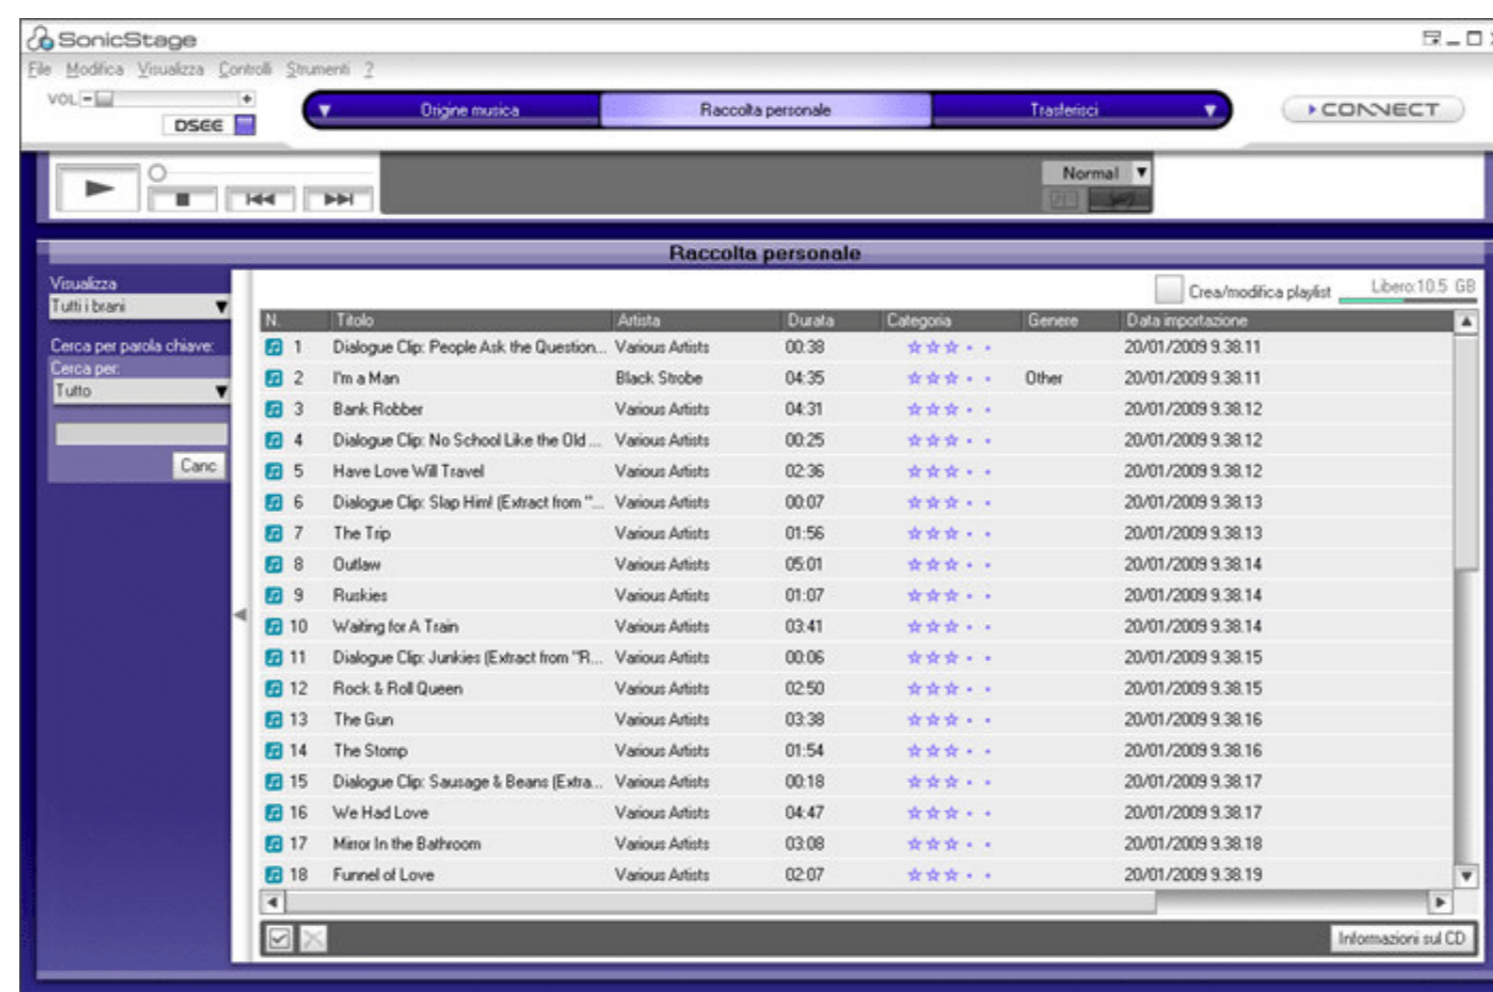 SonicStage
File Modifica Visualizza Controlli Strumenti ?
VOL - +
DSEE
Origine musica Raccolta personale Trasferisci
CONNECT
Normal
Raccolta personale
Visualizza
Tutti i brani
Cerca per parola chiave:
Cerca per:
Tutto
Canc
Crea/modifica playlist Libero:10.5 GB
N. Titolo Artista Durata Categoria Genere Data importazione
1 Dialogue Clip: People Ask the Question... Various Artists 00:38 20/01/2009 9.38.11
2 I'm a Man Black Strobe 04:35 Other 20/01/2009 9.38.11
3 Bank Robber Various Artists 04:31 20/01/2009 9.38.12
4 Dialogue Clip: No School Like the Old ... Various Artists 00:25 20/01/2009 9.38.12
5 Have Love Will Travel Various Artists 02:36 20/01/2009 9.38.12
6 Dialogue Clip: Slap Him! (Extract from "... Various Artists 00:07 20/01/2009 9.38.13
7 The Trip Various Artists 01:56 20/01/2009 9.38.13
8 Outlaw Various Artists 05:01 20/01/2009 9.38.14
9 Ruskies Various Artists 01:07 20/01/2009 9.38.14
10 Waiting for A Train Various Artists 03:41 20/01/2009 9.38.14
11 Dialogue Clip: Junkies (Extract from "R... Various Artists 00:06 20/01/2009 9.38.15
12 Rock & Roll Queen Various Artists 02:50 20/01/2009 9.38.15
13 The Gun Various Artists 03:38 20/01/2009 9.38.16
14 The Stomp Various Artists 01:54 20/01/2009 9.38.16
15 Dialogue Clip: Sausage & Beans (Extra... Various Artists 00:18 20/01/2009 9.38.17
16 We Had Love Various Artists 04:47 20/01/2009 9.38.17
17 Mirror In the Bathroom Various Artists 03:08 20/01/2009 9.38.18
18 Funnel of Love Various Artists 02:07 20/01/2009 9.38.19
Informazioni sul CD